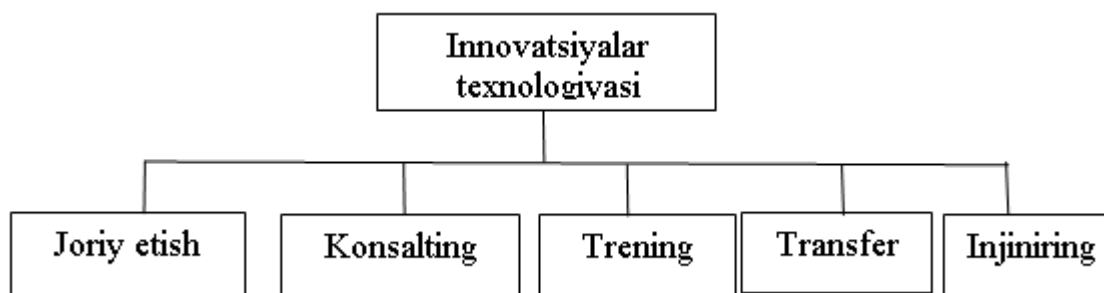 Innovatsiyalar
texnologiyasi
Joriy etish Konsalting Trening Transfer Injiniring